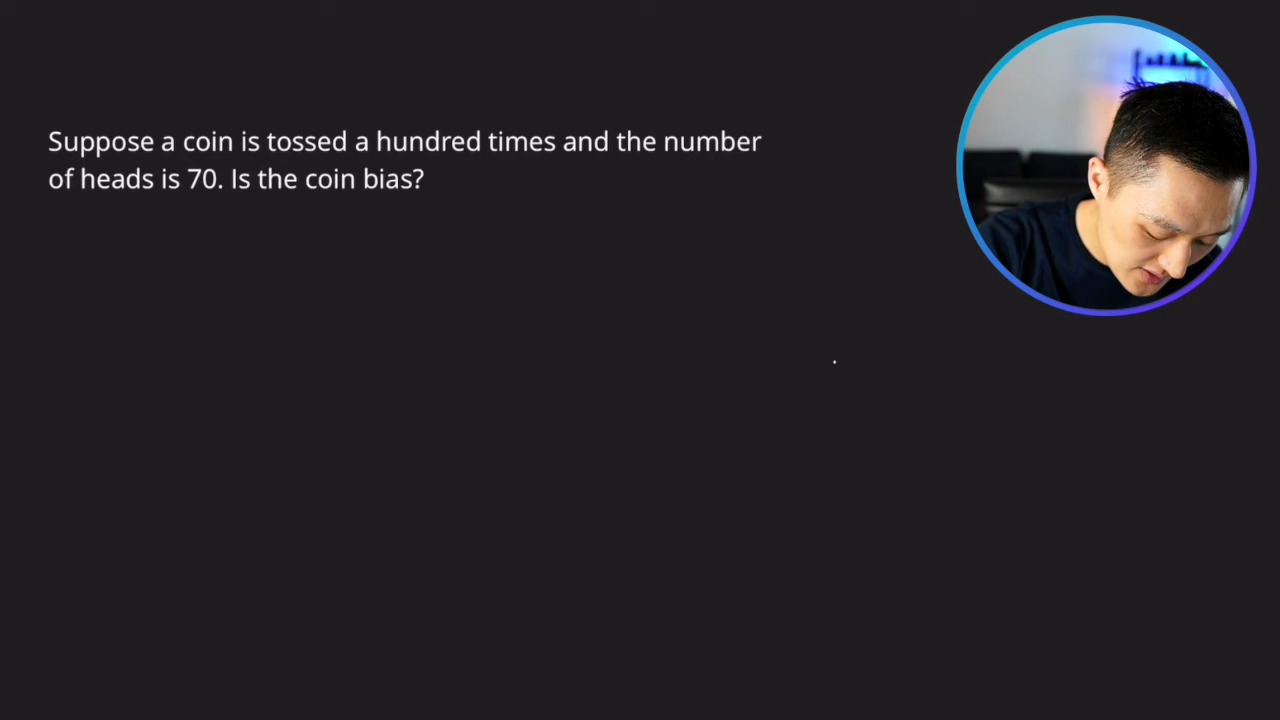 Suppose a coin is tossed a hundred times and the number
of heads is 70. Is the coin bias?